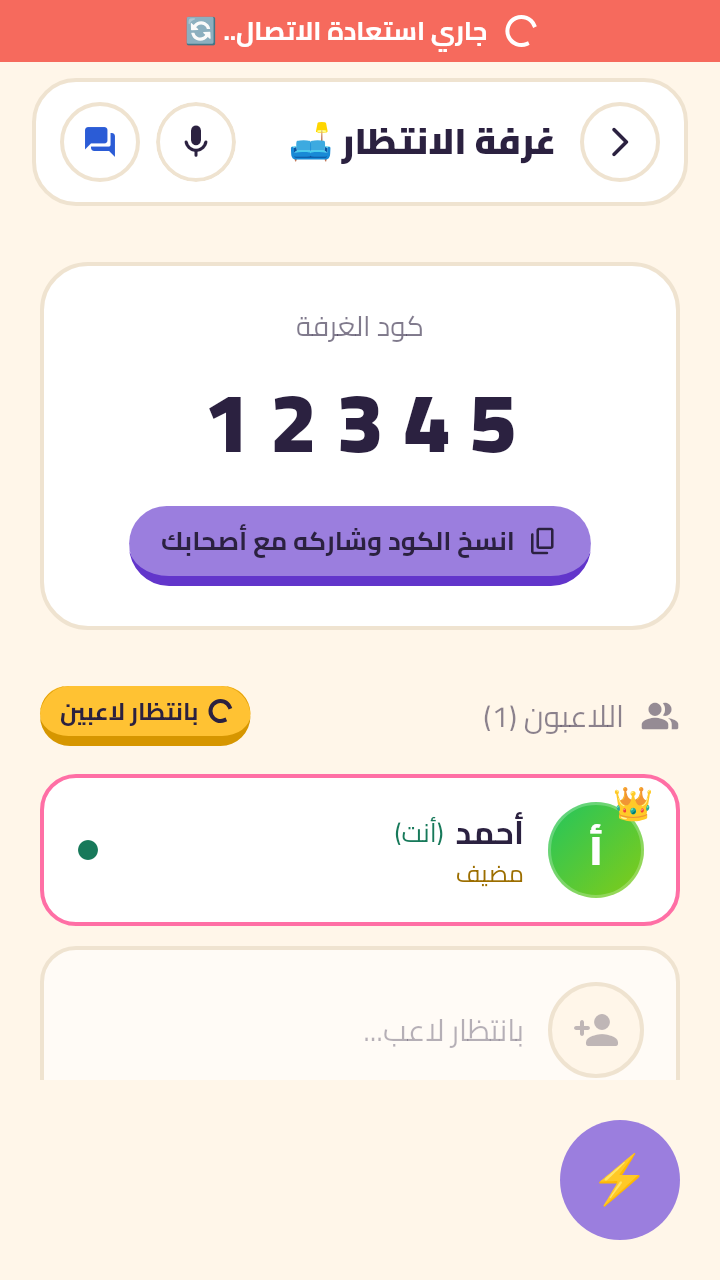 جاري استعادة الاتصال.. 🔄
غرفة الانتظار 🛋️
كود الغرفة
1 2 3 4 5
انسخ الكود وشاركه مع أصحابك
اللاعبون (1)
بانتظار لاعبين
أ
أحمد (أنت)
مضيف
بانتظار لاعب...